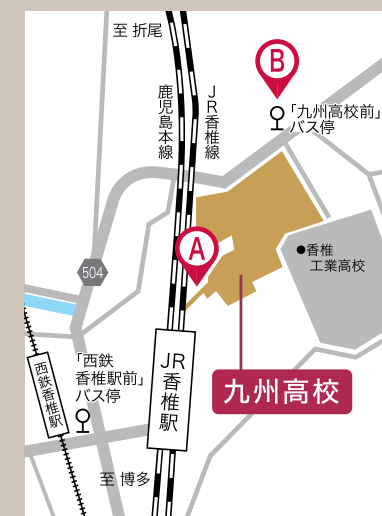 至 折尾
B
「九州高校前」
バス停
鹿児島本線
JR香椎線
A
香椎
工業高校
504
JR香椎駅
西鉄香椎駅
「西鉄
香椎駅前」
バス停
九州高校
至 博多